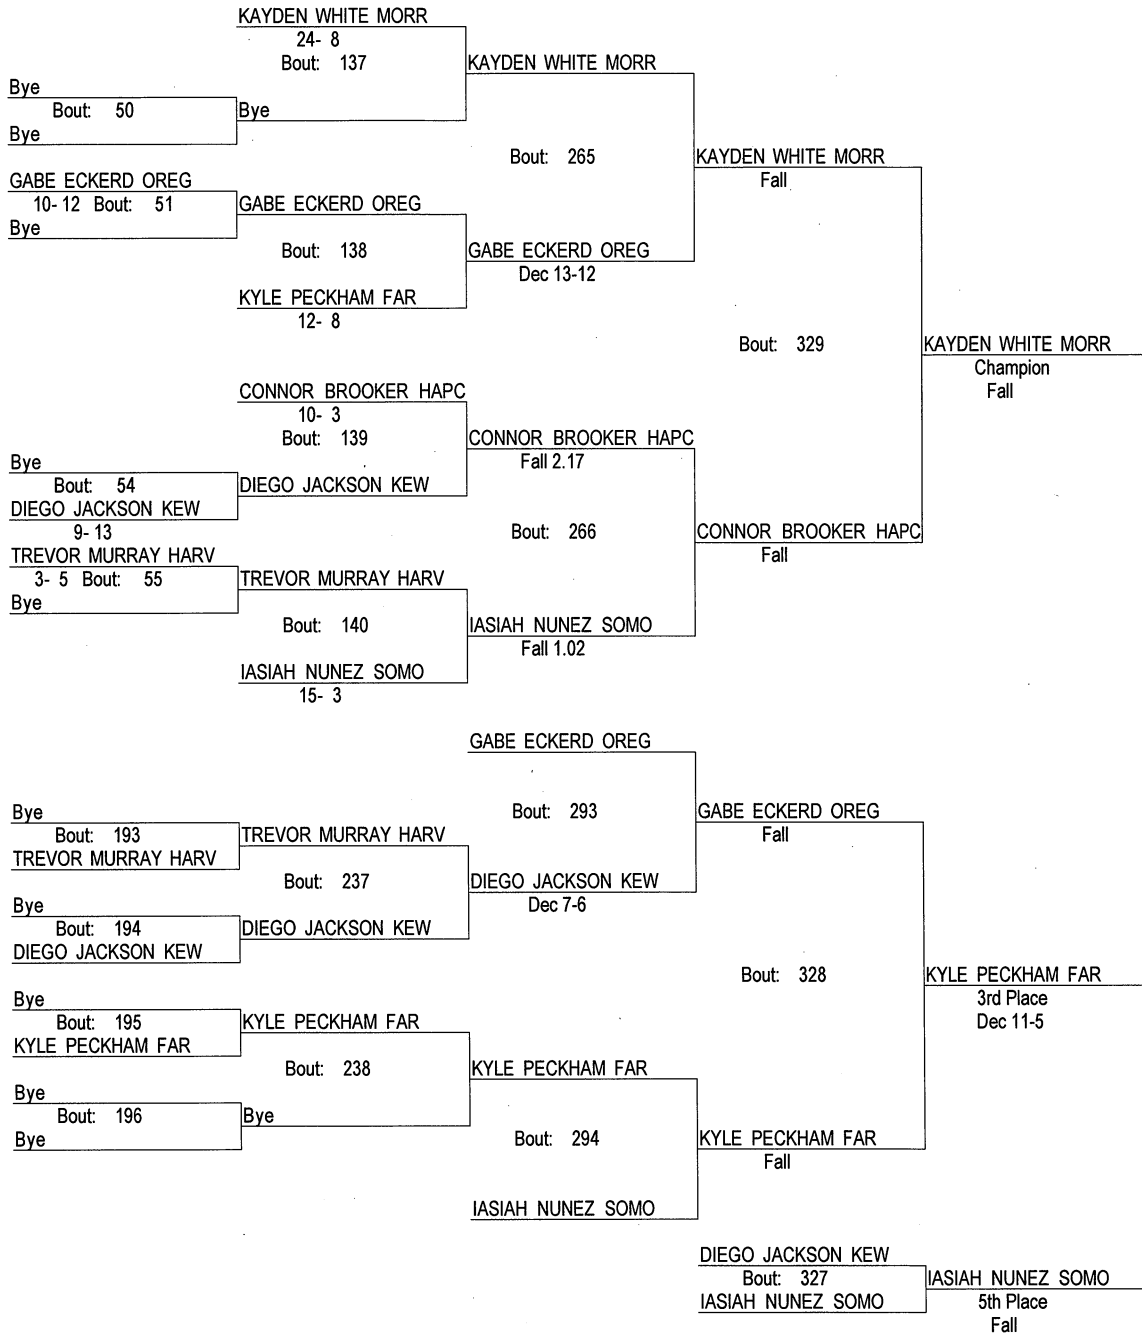 KAYDEN WHITE MORR
24- 8
Bout: 137
KAYDEN WHITE MORR
Bye
Bout: 50
Bye
Bye
Bout: 265
KAYDEN WHITE MORR
Fall
GABE ECKERD OREG
10- 12 Bout: 51
GABE ECKERD OREG
Bye
Bout: 138
GABE ECKERD OREG
Dec 13-12
KYLE PECKHAM FAR
12- 8
Bout: 329
KAYDEN WHITE MORR
Champion
Fall
CONNOR BROOKER HAPC
10- 3
Bout: 139
CONNOR BROOKER HAPC
Fall 2.17
Bye
Bout: 54
DIEGO JACKSON KEW
DIEGO JACKSON KEW
9- 13
Bout: 266
CONNOR BROOKER HAPC
Fall
TREVOR MURRAY HARV
3- 5 Bout: 55
TREVOR MURRAY HARV
Bye
Bout: 140
IASIAH NUNEZ SOMO
Fall 1.02
IASIAH NUNEZ SOMO
15- 3
GABE ECKERD OREG
Bout: 293
GABE ECKERD OREG
Fall
Bye
Bout: 193
TREVOR MURRAY HARV
TREVOR MURRAY HARV
Bout: 237
DIEGO JACKSON KEW
Dec 7-6
Bye
Bout: 194
DIEGO JACKSON KEW
DIEGO JACKSON KEW
Bout: 328
KYLE PECKHAM FAR
3rd Place
Dec 11-5
Bye
Bout: 195
KYLE PECKHAM FAR
KYLE PECKHAM FAR
Bout: 238
KYLE PECKHAM FAR
Bye
Bout: 196
Bye
Bye
Bout: 294
KYLE PECKHAM FAR
Fall
IASIAH NUNEZ SOMO
DIEGO JACKSON KEW
Bout: 327
IASIAH NUNEZ SOMO
IASIAH NUNEZ SOMO
5th Place
Fall